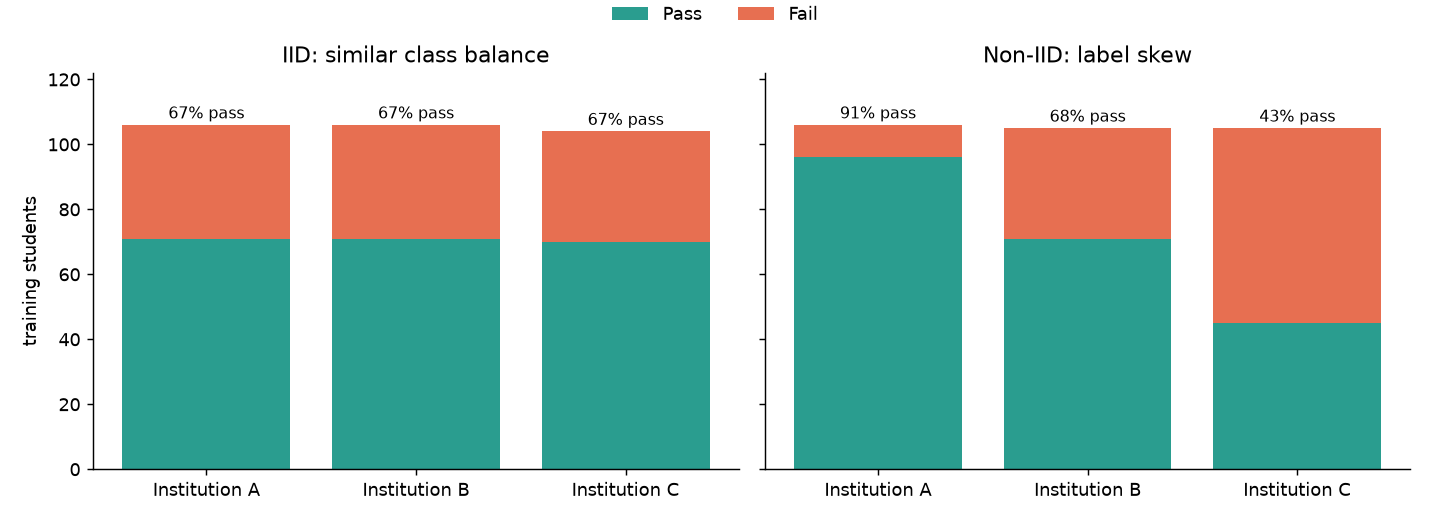 Pass Fail
IID: similar class balance
training students
120
100
80
60
40
20
0
67% pass
67% pass
67% pass
Institution A
Institution B
Institution C
Non-IID: label skew
91% pass
68% pass
43% pass
Institution A
Institution B
Institution C